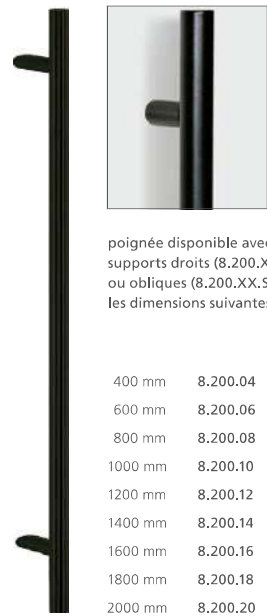 poignée disponible avec
supports droits (8.200.X
ou obliques (8.200.XX.S
les dimensions suivantes
400 mm 8.200.04
600 mm 8.200.06
800 mm 8.200.08
1000 mm 8.200.10
1200 mm 8.200.12
1400 mm 8.200.14
1600 mm 8.200.16
1800 mm 8.200.18
2000 mm 8.200.20